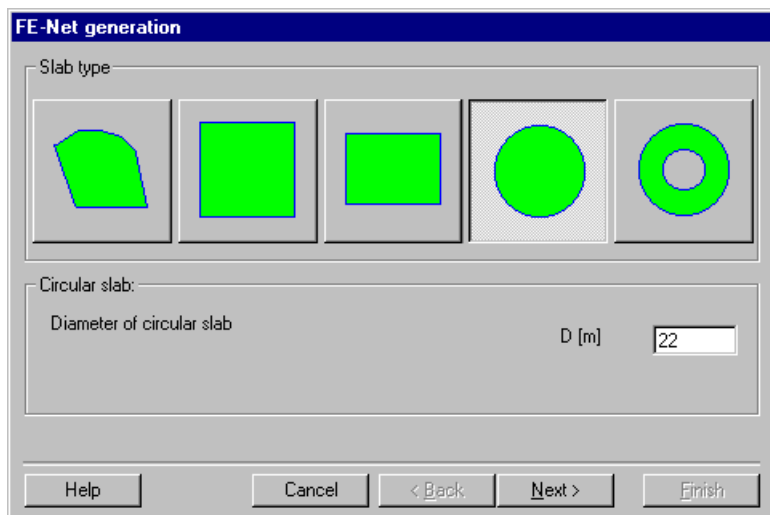 FE-Net generation
Slab type
Circular slab:
Diameter of circular slab
D [m]
22
Help
Cancel
< Back
Next >
Finish